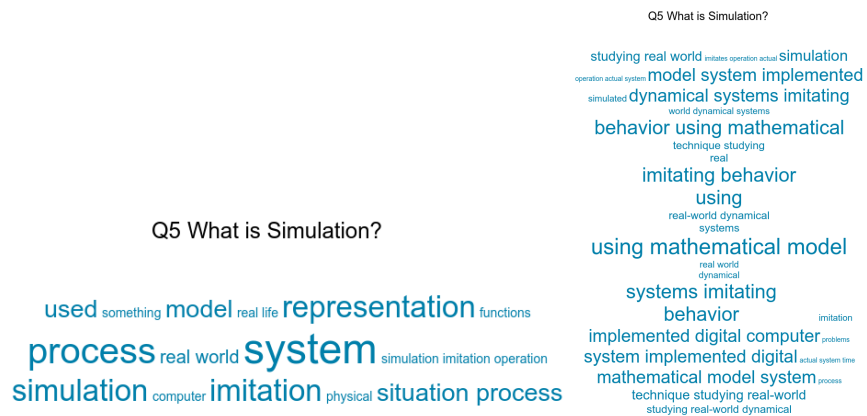 Q5 What is Simulation?
used something model real life representation functions
process real world system simulation imitation operation
simulation computer imitation physical situation process
Q5 What is Simulation?
studying real world imitates operation actual simulation
operation actual system model system implemented
simulated dynamical systems imitating
world dynamical systems
behavior using mathematical
technique studying
real
imitating behavior
using
real-world dynamical
systems
using mathematical model
real world
dynamical
systems imitating
behavior imitation
implemented digital computer problems
system implemented digital actual system time
mathematical model system process
technique studying real-world
studying real-world dynamical